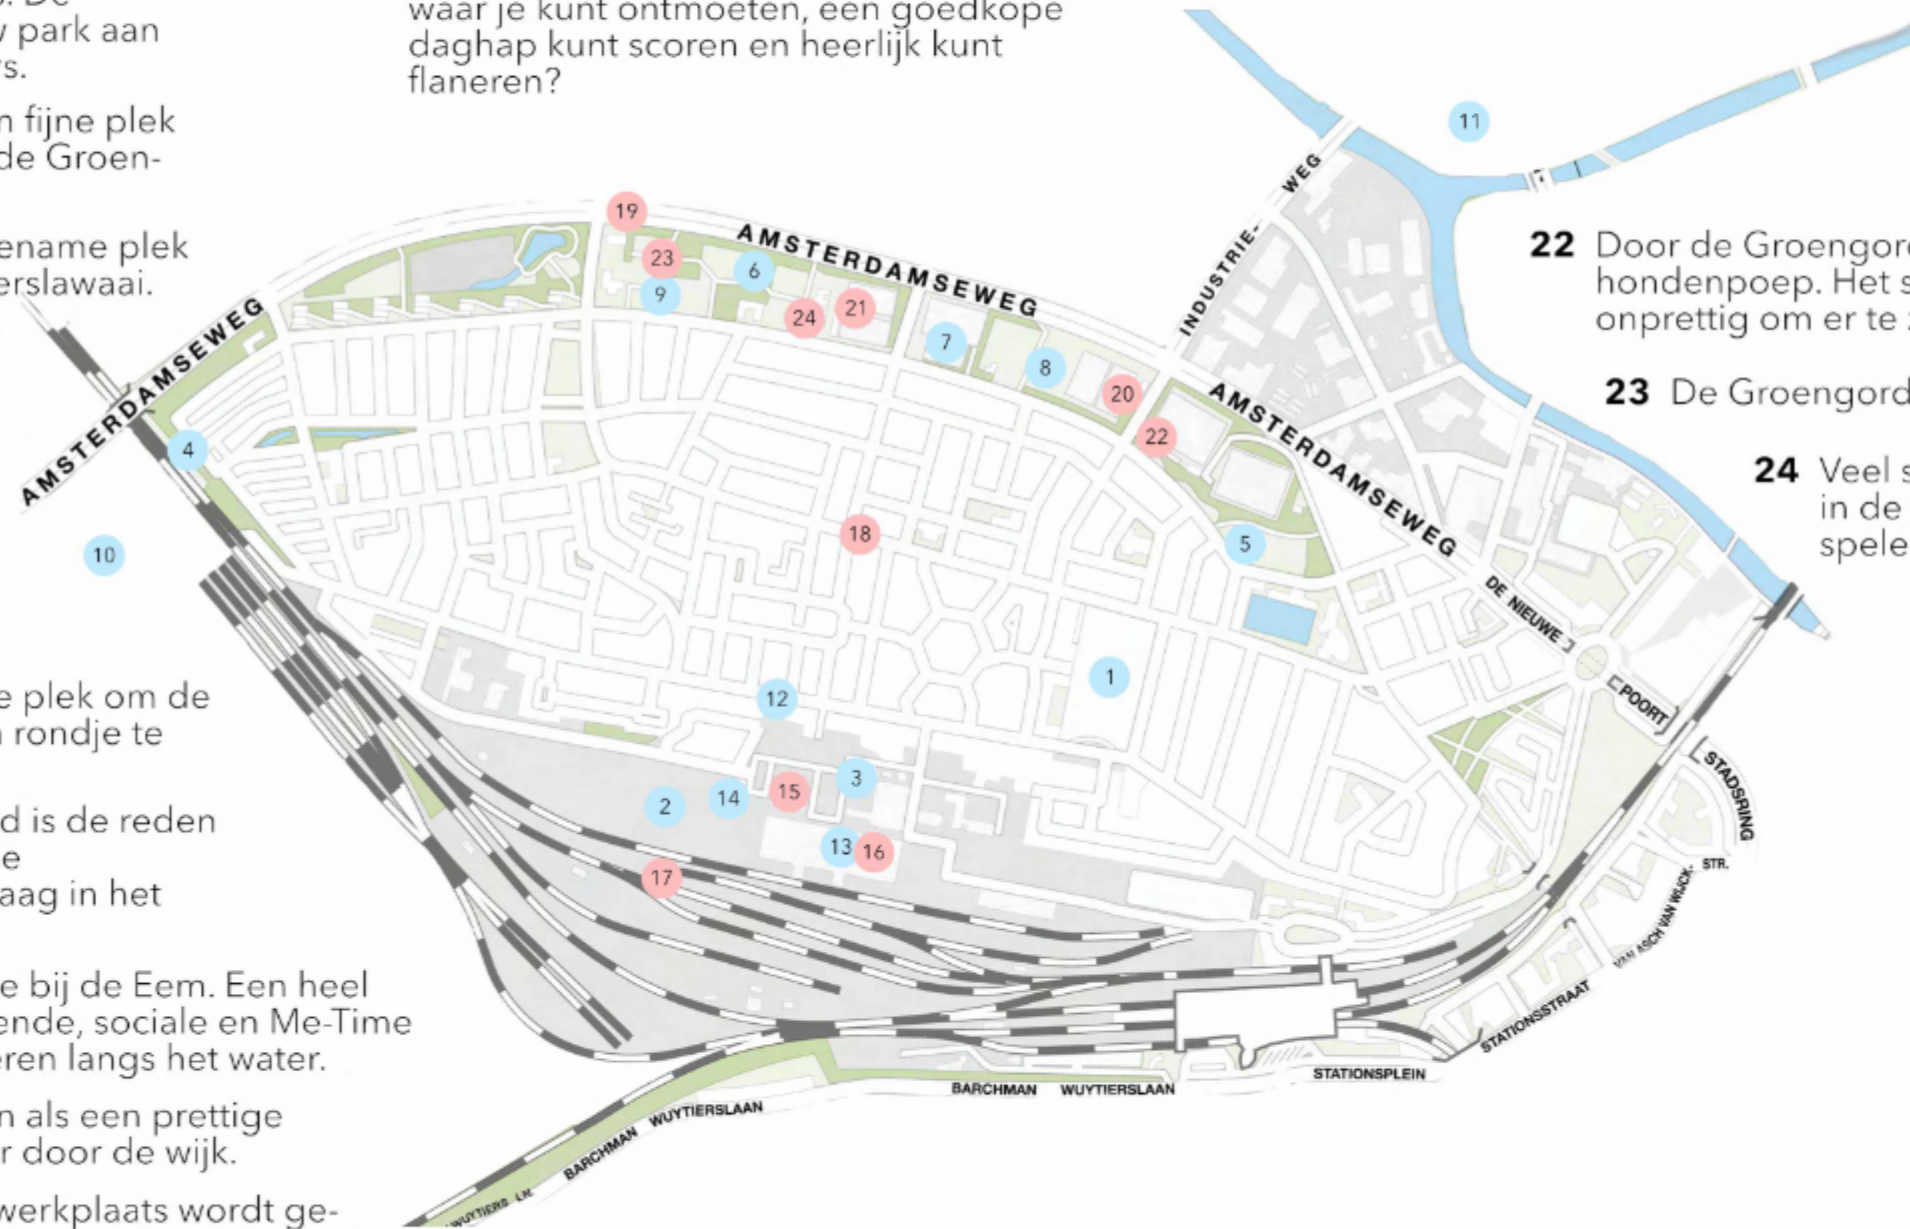 w park aan
rs.
n fijne plek
de Groen-
ename plek
erslawaai.
waar je kunt ontmoeten, een goedkope
daghap kunt scoren en heerlijk kunt
flaneren?
e plek om de
n rondje te
d is de reden
e
aag in het
e bij de Eem. Een heel
ende, sociale en Me-Time
eren langs het water.
n als een prettige
r door de wijk.
werkplaats wordt ge-
22 Door de Groengord
hondenpoep. Het s
onprettig om er te
23 De Groengord
24 Veel s
in de
spele
AMSTERDAMSEWEG
AMSTERDAMSEWEG
AMSTERDAMSEWEG
INDUSTRIE-
WEG
DE NIEUWE
POORT
STADSRING
STR.
VAN ASCH VAN WIJCK-
STATIONSSTRAAT
STATIONSPLEIN
BARCHMAN WUYTIERSLAAN
BARCHMAN WUYTIERSLAAN
WUYTIERS LN.
11
19
23
6
9
24
21
7
8
20
22
4
10
18
5
1
12
3
2
14
15
13
16
17